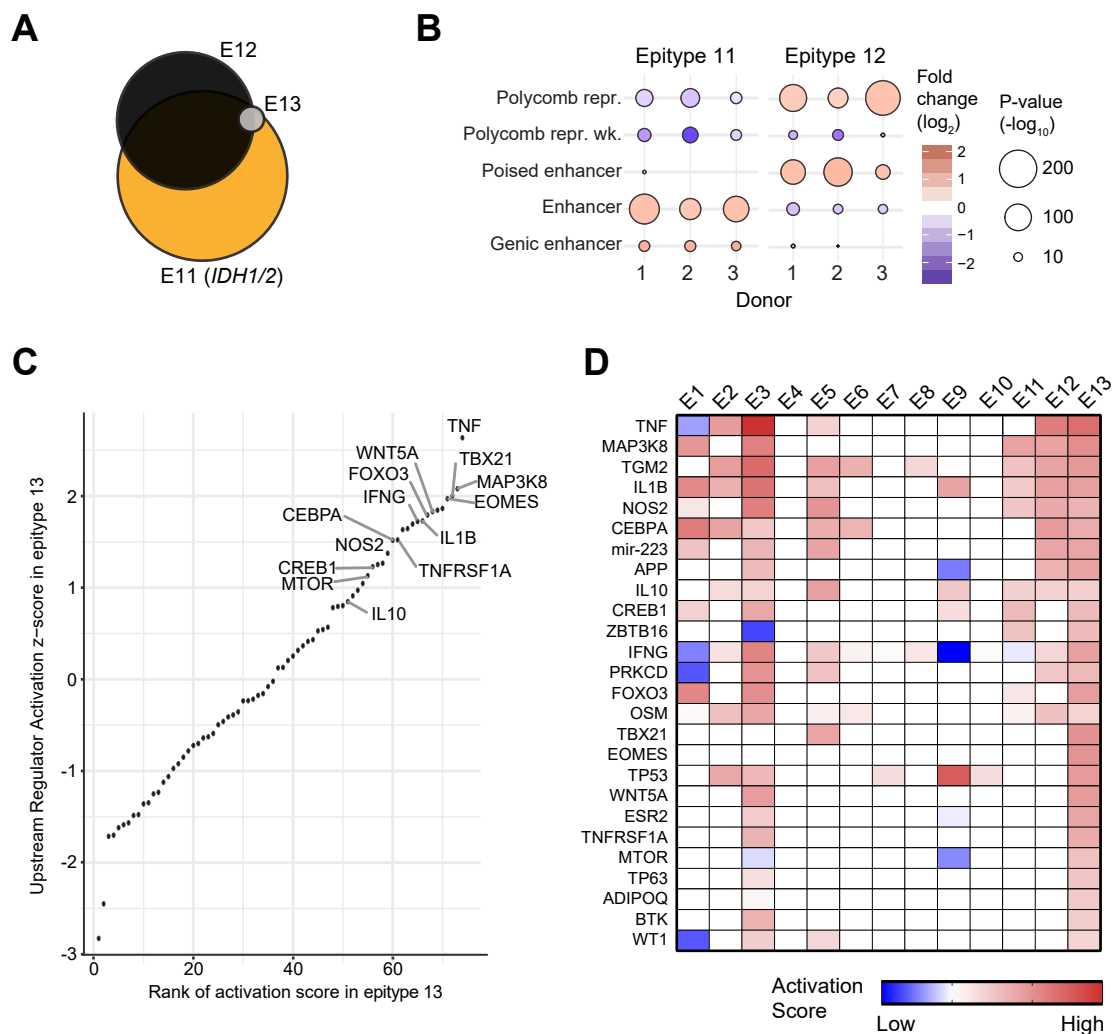 A
E12
E13
E11 (IDH1/2)
B
Epitype 11
Epitype 12
Polycomb repr.
Polycomb repr. wk.
Poised enhancer
Enhancer
Genic enhancer
1 2 3
1 2 3
Donor
Fold
change
(log2)
2
1
0
−1
−2
P-value
(-log10)
200
100
10
C
Upstream Regulator Activation z−score in epitype 13
2
1
0
-1
-2
-3
0 20 40 60
Rank of activation score in epitype 13
TNF
WNT5A
TBX21
FOXO3
MAP3K8
IFNG
EOMES
CEBPA
IL1B
NOS2
TNFRSF1A
CREB1
MTOR
IL10
D
E1 E2 E3 E4 E5 E6 E7 E8 E9 E10 E11 E12 E13
TNF
MAP3K8
TGM2
IL1B
NOS2
CEBPA
mir-223
APP
IL10
CREB1
ZBTB16
IFNG
PRKCD
FOXO3
OSM
TBX21
EOMES
TP53
WNT5A
ESR2
TNFRSF1A
MTOR
TP63
ADIPOQ
BTK
WT1
Activation
Score
Low High